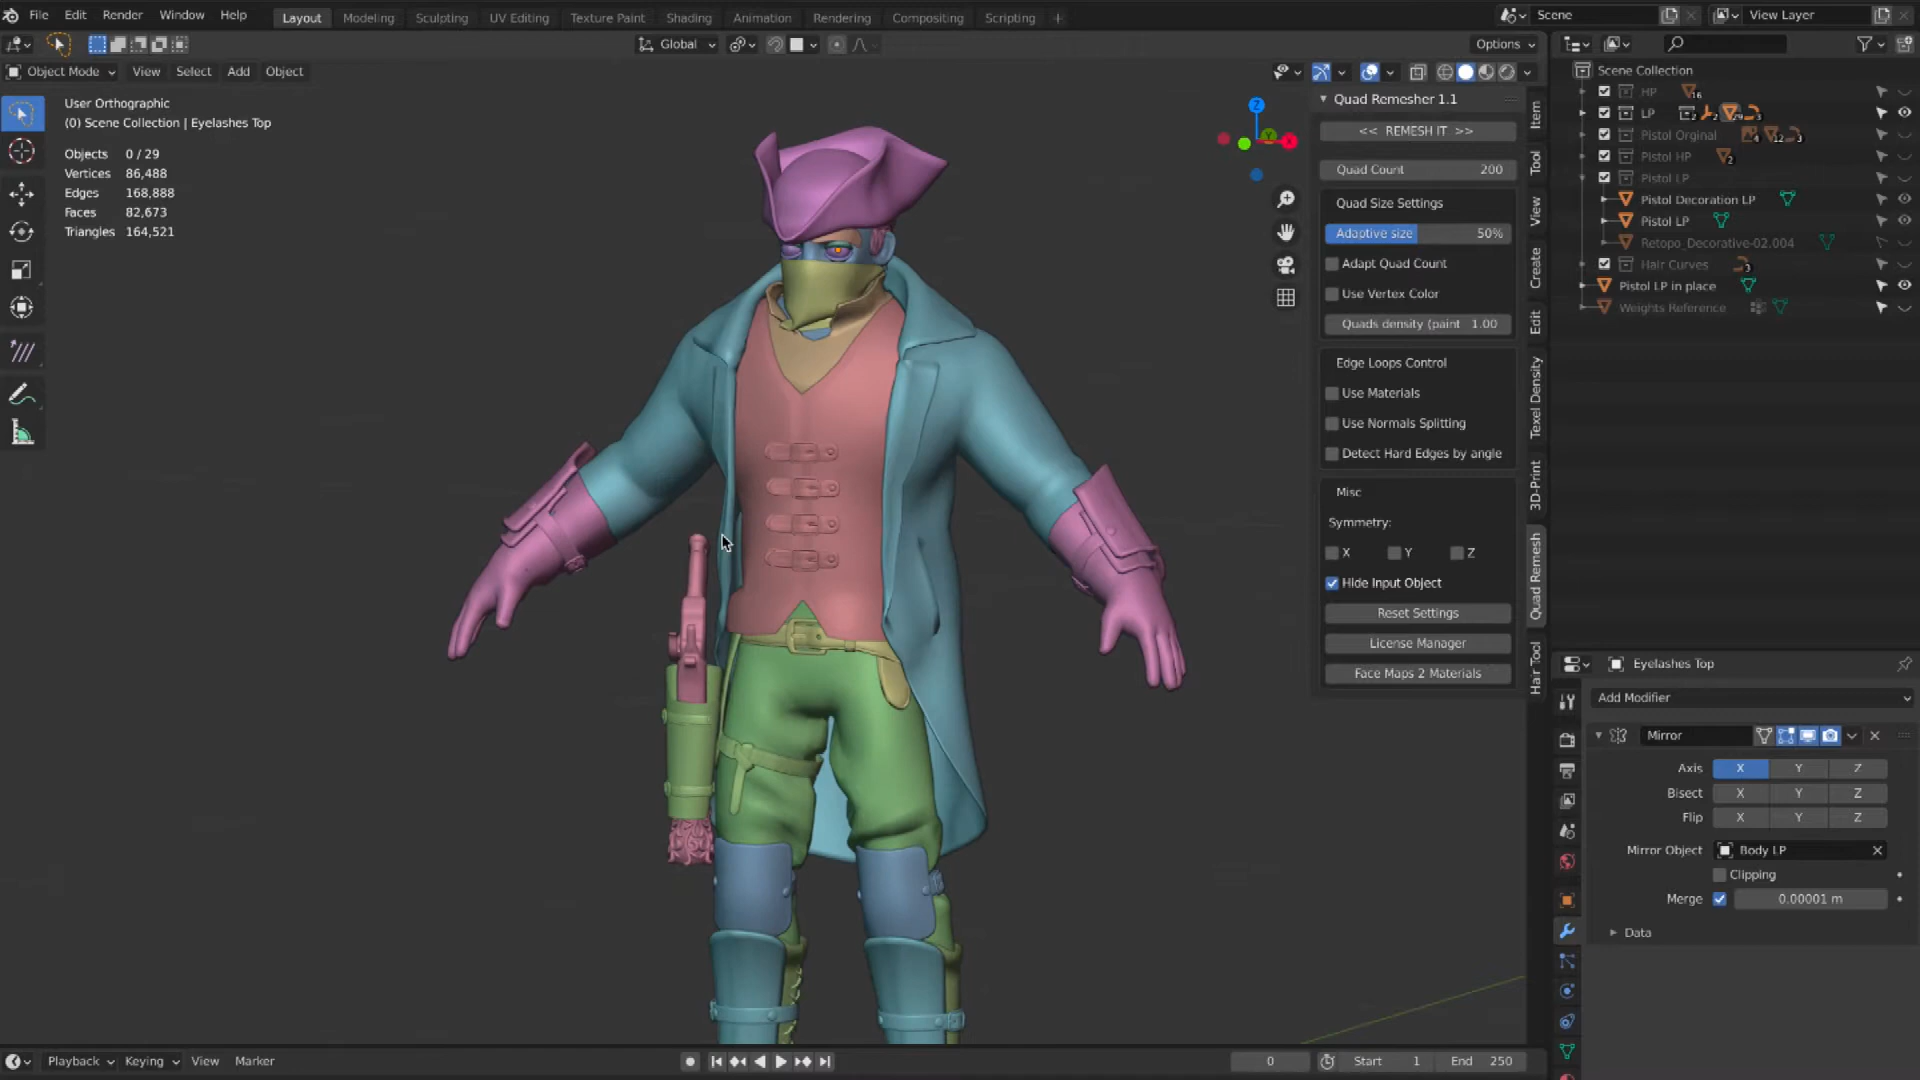 File Edit Render Window Help Layout Modeling Sculpting UV Editing Texture Paint Shading Animation Rendering Compositing Scripting + Scene View Layer
Global Options
Object Mode View Select Add Object
User Orthographic
(0) Scene Collection | Eyelashes Top
Objects 0 / 29
Vertices 86,488
Edges 168,888
Faces 82,673
Triangles 164,521
Z
X
Quad Remesher 1.1
<< REMESH IT >>
Quad Count 200
Quad Size Settings
Adaptive size 50%
Adapt Quad Count
Use Vertex Color
Quads density (paint 1.00
Edge Loops Control
Use Materials
Use Normals Splitting
Detect Hard Edges by angle
Misc
Symmetry:
X Y Z
Hide Input Object
Reset Settings
License Manager
Face Maps 2 Materials
Item
Tool
View
Create
Edit
Texel Density
3D-Print
Quad Remesh
Hair Tool
Scene Collection
HP 16
LP
Pistol Orginal
Pistol HP 2
Pistol LP
Pistol Decoration LP
Pistol LP
Retopo_Decorative-02.004
Hair Curves 3
Pistol LP in place
Weights Reference
Eyelashes Top
Add Modifier
Mirror
Axis X Y Z
Bisect X Y Z
Flip X Y Z
Mirror Object Body LP
Clipping
Merge 0.00001 m
Data
Playback Keying View Marker 0 Start 1 End 250